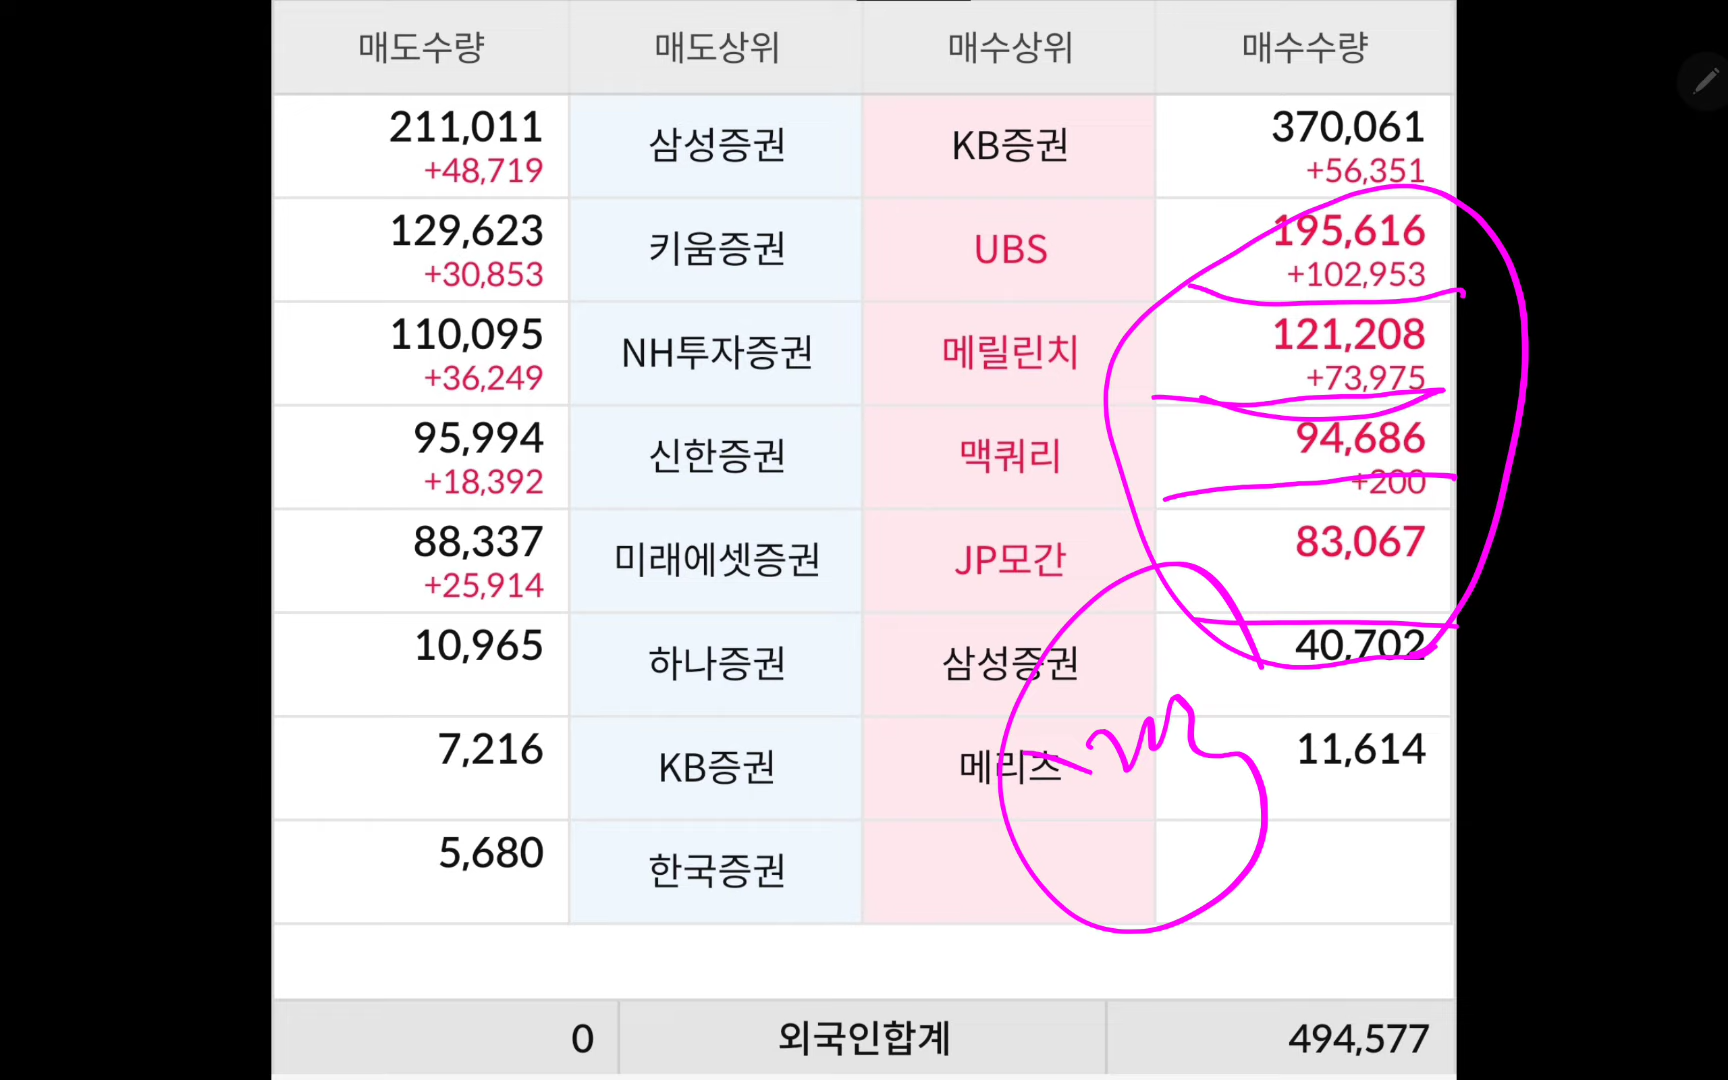 매도수량 매도상위 매수상위 매수수량
211,011 삼성증권 KB증권 370,061
+48,719 +56,351
129,623 키움증권 UBS 195,616
+30,853 +102,953
110,095 NH투자증권 메릴린치 121,208
+36,249 +73,975
95,994 신한증권 맥쿼리 94,686
+18,392 +200
88,337 미래에셋증권 JP모간 83,067
+25,914
10,965 하나증권 삼성증권 40,702
7,216 KB증권 메리츠 11,614
5,680 한국증권
0 외국인합계 494,577